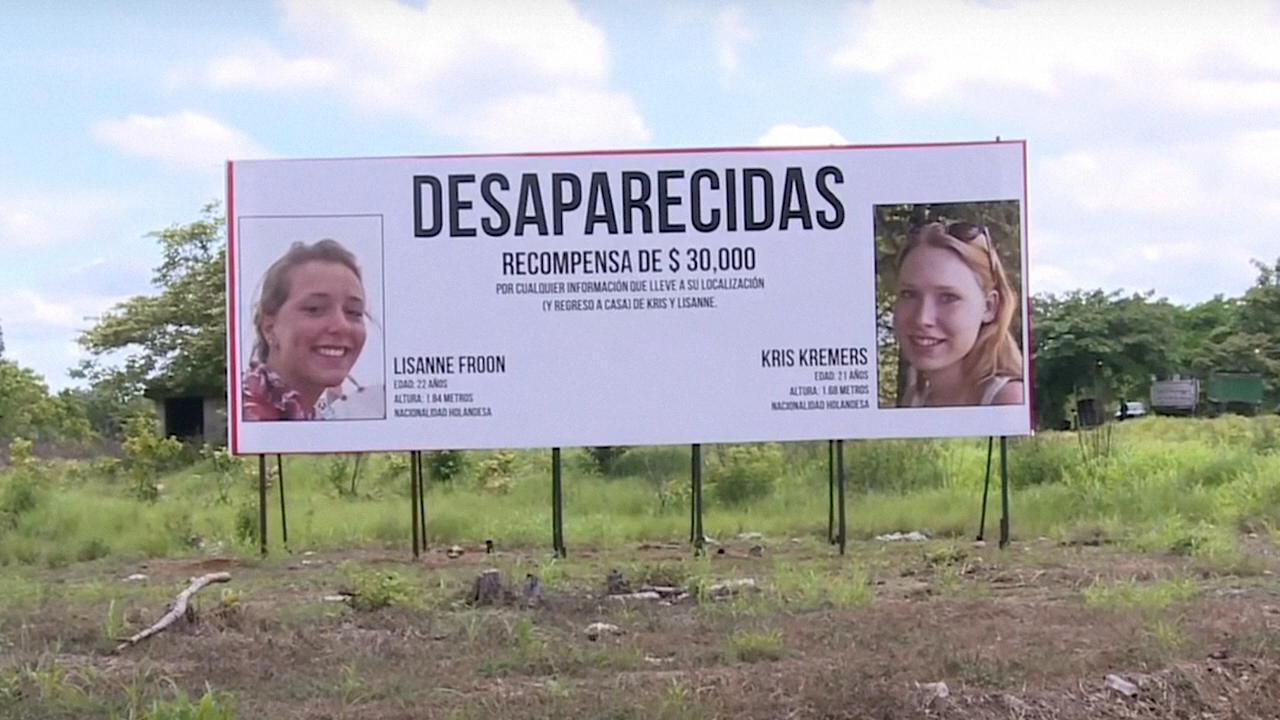 DESAPARECIDAS
RECOMPENSA DE $ 30,000
POR CUALQUIER INFORMACIÓN QUE LLEVE A SU LOCALIZACIÓN
(Y REGRESO A CASA) DE KRIS Y LISANNE.
LISANNE FROON
EDAD: 22 AÑOS
ALTURA: 1.84 METROS
NACIONALIDAD HOLANDESA
KRIS KREMERS
EDAD: 21 AÑOS
ALTURA: 1.68 METROS
NACIONALIDAD HOLANDESA